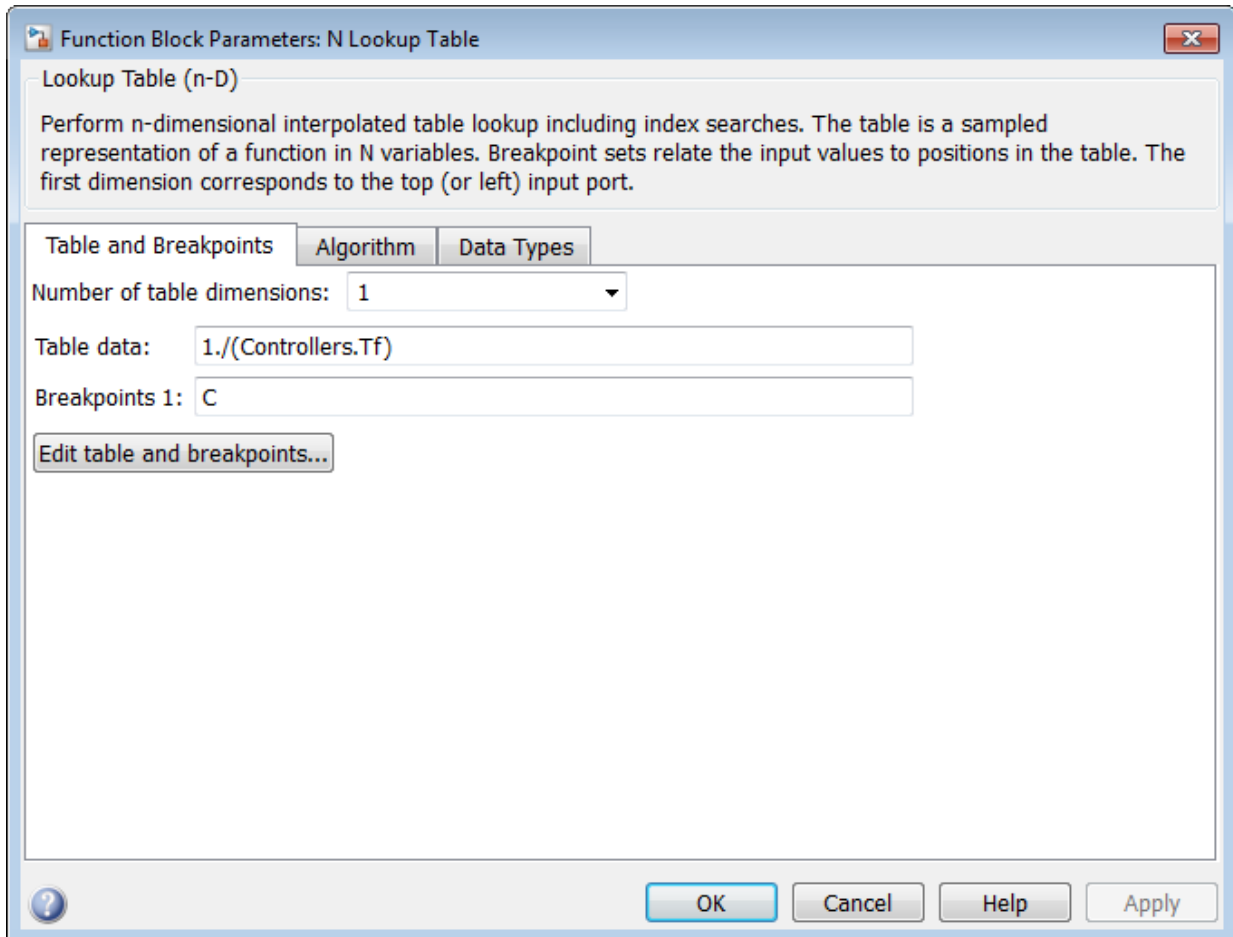 Function Block Parameters: N Lookup Table
Lookup Table (n-D)
Perform n-dimensional interpolated table lookup including index searches. The table is a sampled
representation of a function in N variables. Breakpoint sets relate the input values to positions in the table. The
first dimension corresponds to the top (or left) input port.
Table and Breakpoints Algorithm Data Types
Number of table dimensions: 1
Table data: 1./(Controllers.Tf)
Breakpoints 1: C
Edit table and breakpoints...
? OK Cancel Help Apply